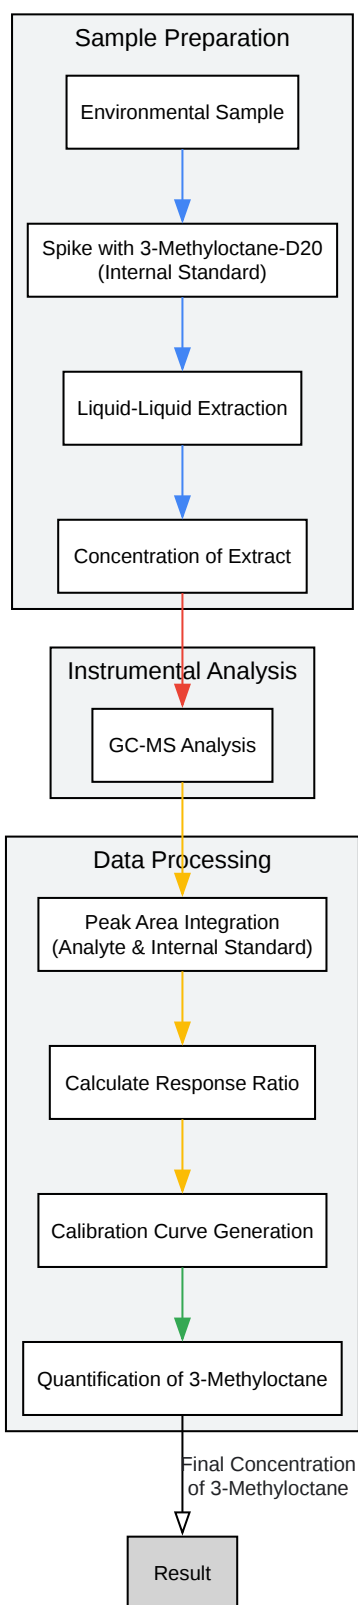 Sample Preparation
Environmental Sample
Spike with 3-Methyloctane-D20
(Internal Standard)
Liquid-Liquid Extraction
Concentration of Extract
Instrumental Analysis
GC-MS Analysis
Data Processing
Peak Area Integration
(Analyte & Internal Standard)
Calculate Response Ratio
Calibration Curve Generation
Quantification of 3-Methyloctane
Final Concentration
of 3-Methyloctane
Result